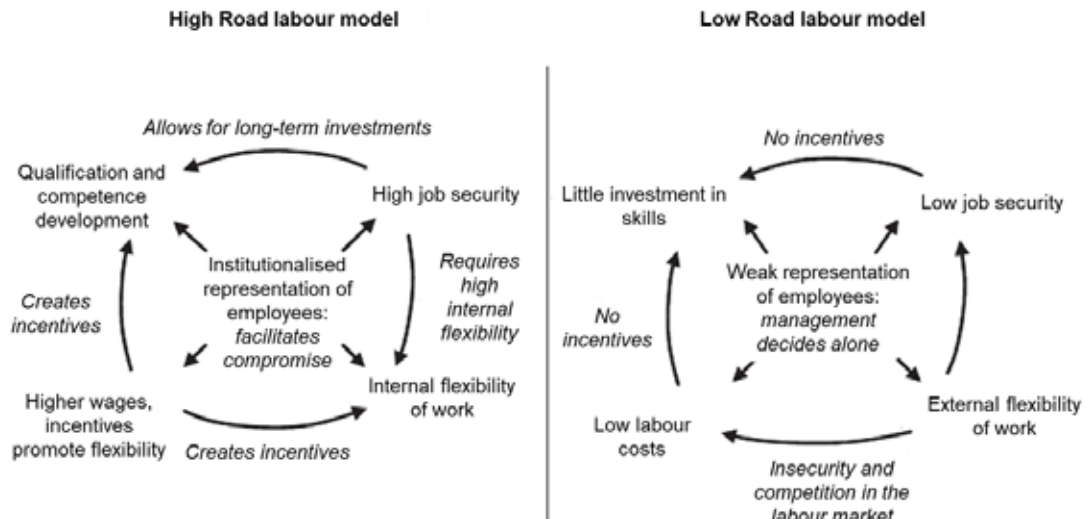 High Road labour model
Low Road labour model
Allows for long-term investments
Qualification and
competence
development
High job security
Institutionalised
representation of
employees:
facilitates
compromise
Requires
high
internal
flexibility
Creates
incentives
Higher wages,
incentives
promote flexibility
Internal flexibility
of work
Creates incentives
No incentives
Little investment in
skills
Low job security
Weak representation
of employees:
management
decides alone
No
incentives
Low labour
costs
External flexibility
of work
Insecurity and
competition in the
labour market